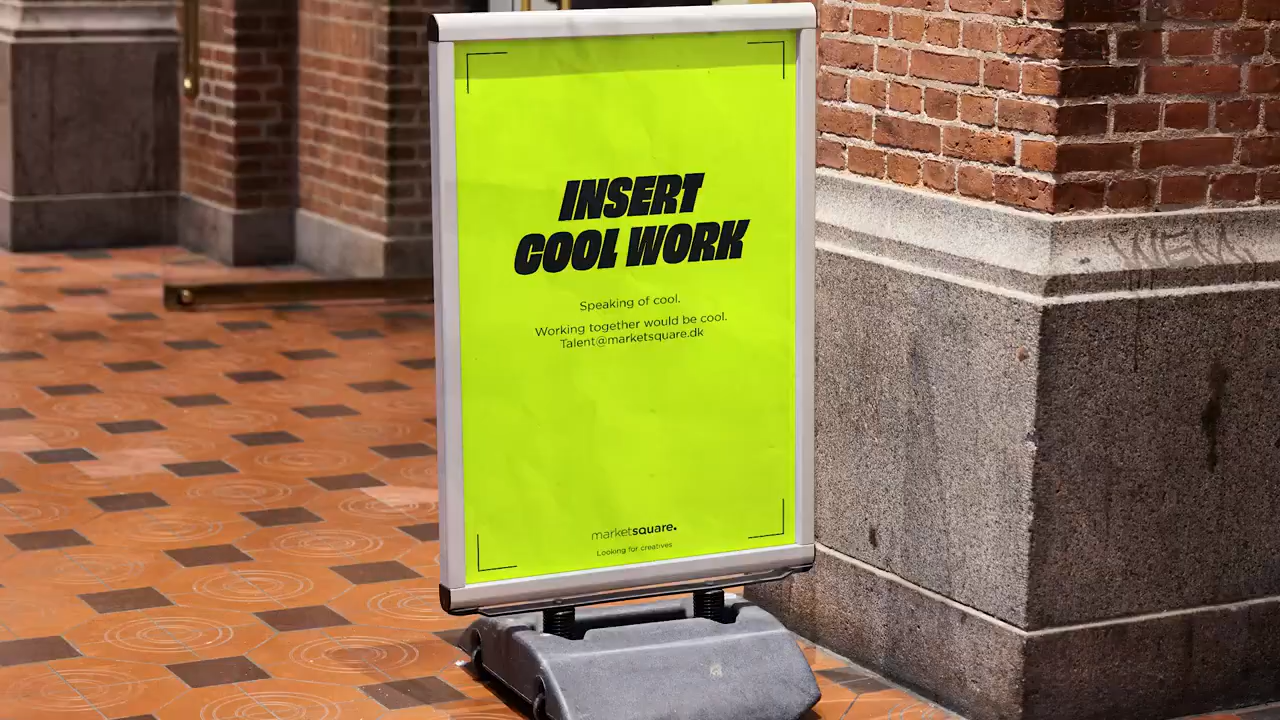 INSERT
COOL WORK
Speaking of cool.
Working together would be cool.
Talent@marketsquare.dk
marketsquare.
Looking for creatives